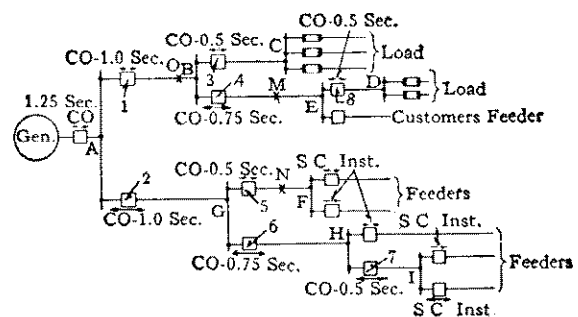 CO-0.5 Sec.
CO-0.5 Sec.
C
Load
CO-1.0 Sec.
O
B
3
4
M
D
1.25 Sec.
1
CO-0.75 Sec.
E
8
Load
CO
Customers Feeder
Gen.
A
CO-0.5 Sec.
N
S C Inst.
2
Feeders
CO-1.0 Sec.
G
5
F
S C Inst.
6
H
7
CO-0.75 Sec.
Feeders
CO-0.5 Sec.
I
S C Inst